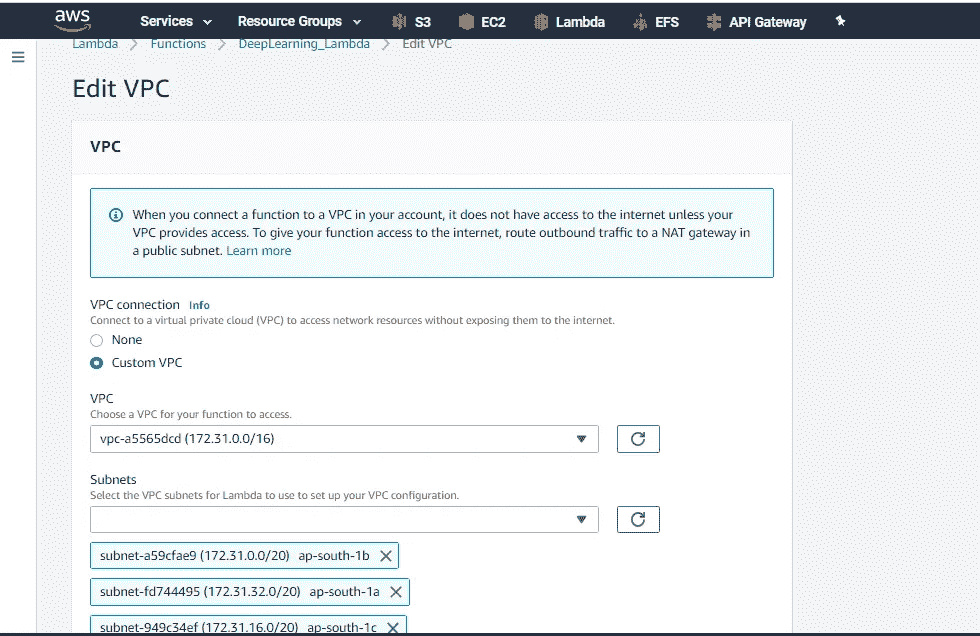 aws Services Resource Groups S3 EC2 Lambda EFS API Gateway
Lambda > Functions > DeepLearning_Lambda > Edit VPC
Edit VPC
VPC
When you connect a function to a VPC in your account, it does not have access to the internet unless your
VPC provides access. To give your function access to the internet, route outbound traffic to a NAT gateway in
a public subnet. Learn more
VPC connection Info
Connect to a virtual private cloud (VPC) to access network resources without exposing them to the internet.
None
Custom VPC
VPC
Choose a VPC for your function to access.
vpc-a5565dcd (172.31.0.0/16)
Subnets
Select the VPC subnets for Lambda to use to set up your VPC configuration.
subnet-a59cfae9 (172.31.0.0/20) ap-south-1b
subnet-fd744495 (172.31.32.0/20) ap-south-1a
subnet-949c34ef (172.31.16.0/20) ap-south-1c